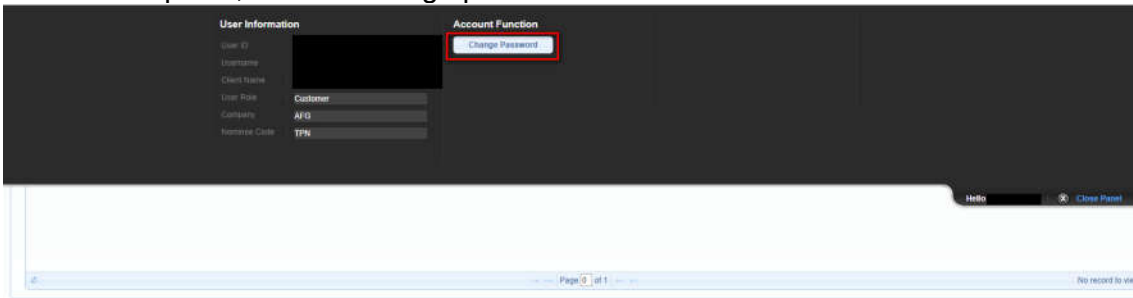 User Information
Account Function
User ID
Change Password
Username
Client Name
User Role Customer
Company AFG
Nominee Code TPN
Hello
Close Panel
Page 0 of 1
No record to vie